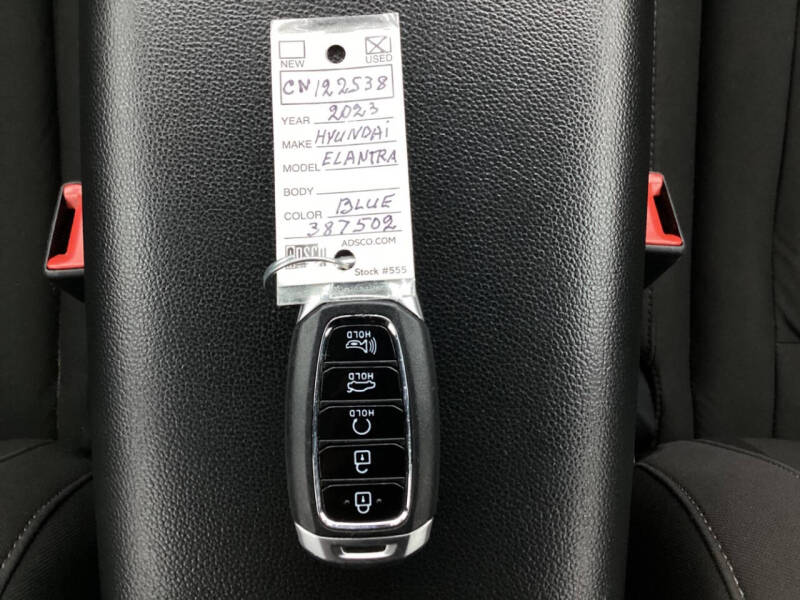 NEW USED
CN122538
YEAR 2023
MAKE HYUNDAI
MODEL ELANTRA
BODY
COLOR BLUE
387502
ADSCO ADSCO.COM
Stock #555
HOLD
HOLD
HOLD